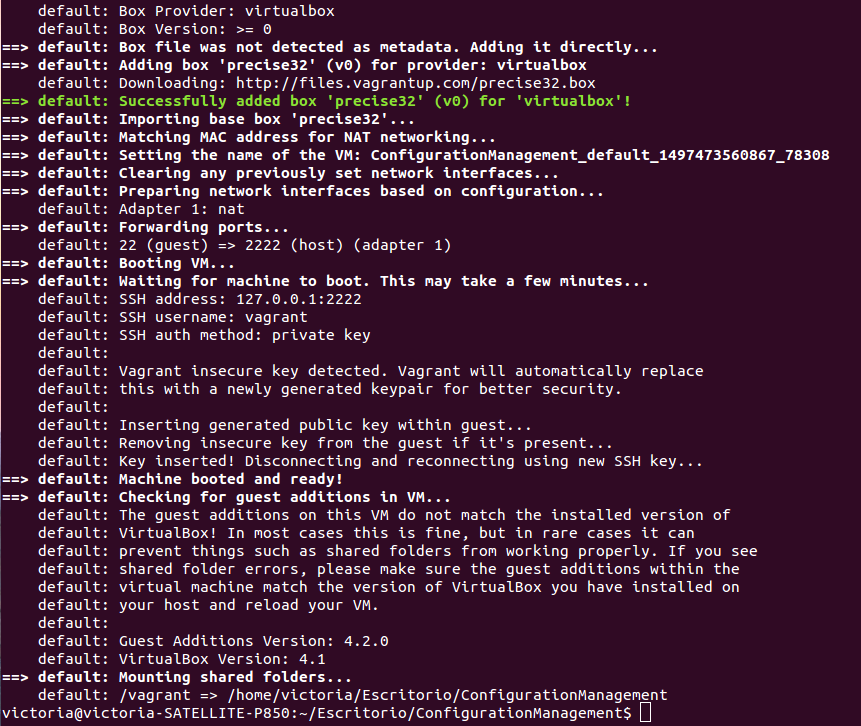 default: Box Provider: virtualbox
default: Box Version: >= 0
==> default: Box file was not detected as metadata. Adding it directly...
==> default: Adding box 'precise32' (v0) for provider: virtualbox
default: Downloading: http://files.vagrantup.com/precise32.box
==> default: Successfully added box 'precise32' (v0) for 'virtualbox'!
==> default: Importing base box 'precise32'...
==> default: Matching MAC address for NAT networking...
==> default: Setting the name of the VM: ConfigurationManagement_default_1497473560867_78308
==> default: Clearing any previously set network interfaces...
==> default: Preparing network interfaces based on configuration...
default: Adapter 1: nat
==> default: Forwarding ports...
default: 22 (guest) => 2222 (host) (adapter 1)
==> default: Booting VM...
==> default: Waiting for machine to boot. This may take a few minutes...
default: SSH address: 127.0.0.1:2222
default: SSH username: vagrant
default: SSH auth method: private key
default:
default: Vagrant insecure key detected. Vagrant will automatically replace
default: this with a newly generated keypair for better security.
default:
default: Inserting generated public key within guest...
default: Removing insecure key from the guest if it's present...
default: Key inserted! Disconnecting and reconnecting using new SSH key...
==> default: Machine booted and ready!
==> default: Checking for guest additions in VM...
default: The guest additions on this VM do not match the installed version of
default: VirtualBox! In most cases this is fine, but in rare cases it can
default: prevent things such as shared folders from working properly. If you see
default: shared folder errors, please make sure the guest additions within the
default: virtual machine match the version of VirtualBox you have installed on
default: your host and reload your VM.
default:
default: Guest Additions Version: 4.2.0
default: VirtualBox Version: 4.1
==> default: Mounting shared folders...
default: /vagrant => /home/victoria/Escritorio/ConfigurationManagement
victoria@victoria-SATELLITE-P850:~/Escritorio/ConfigurationManagement$